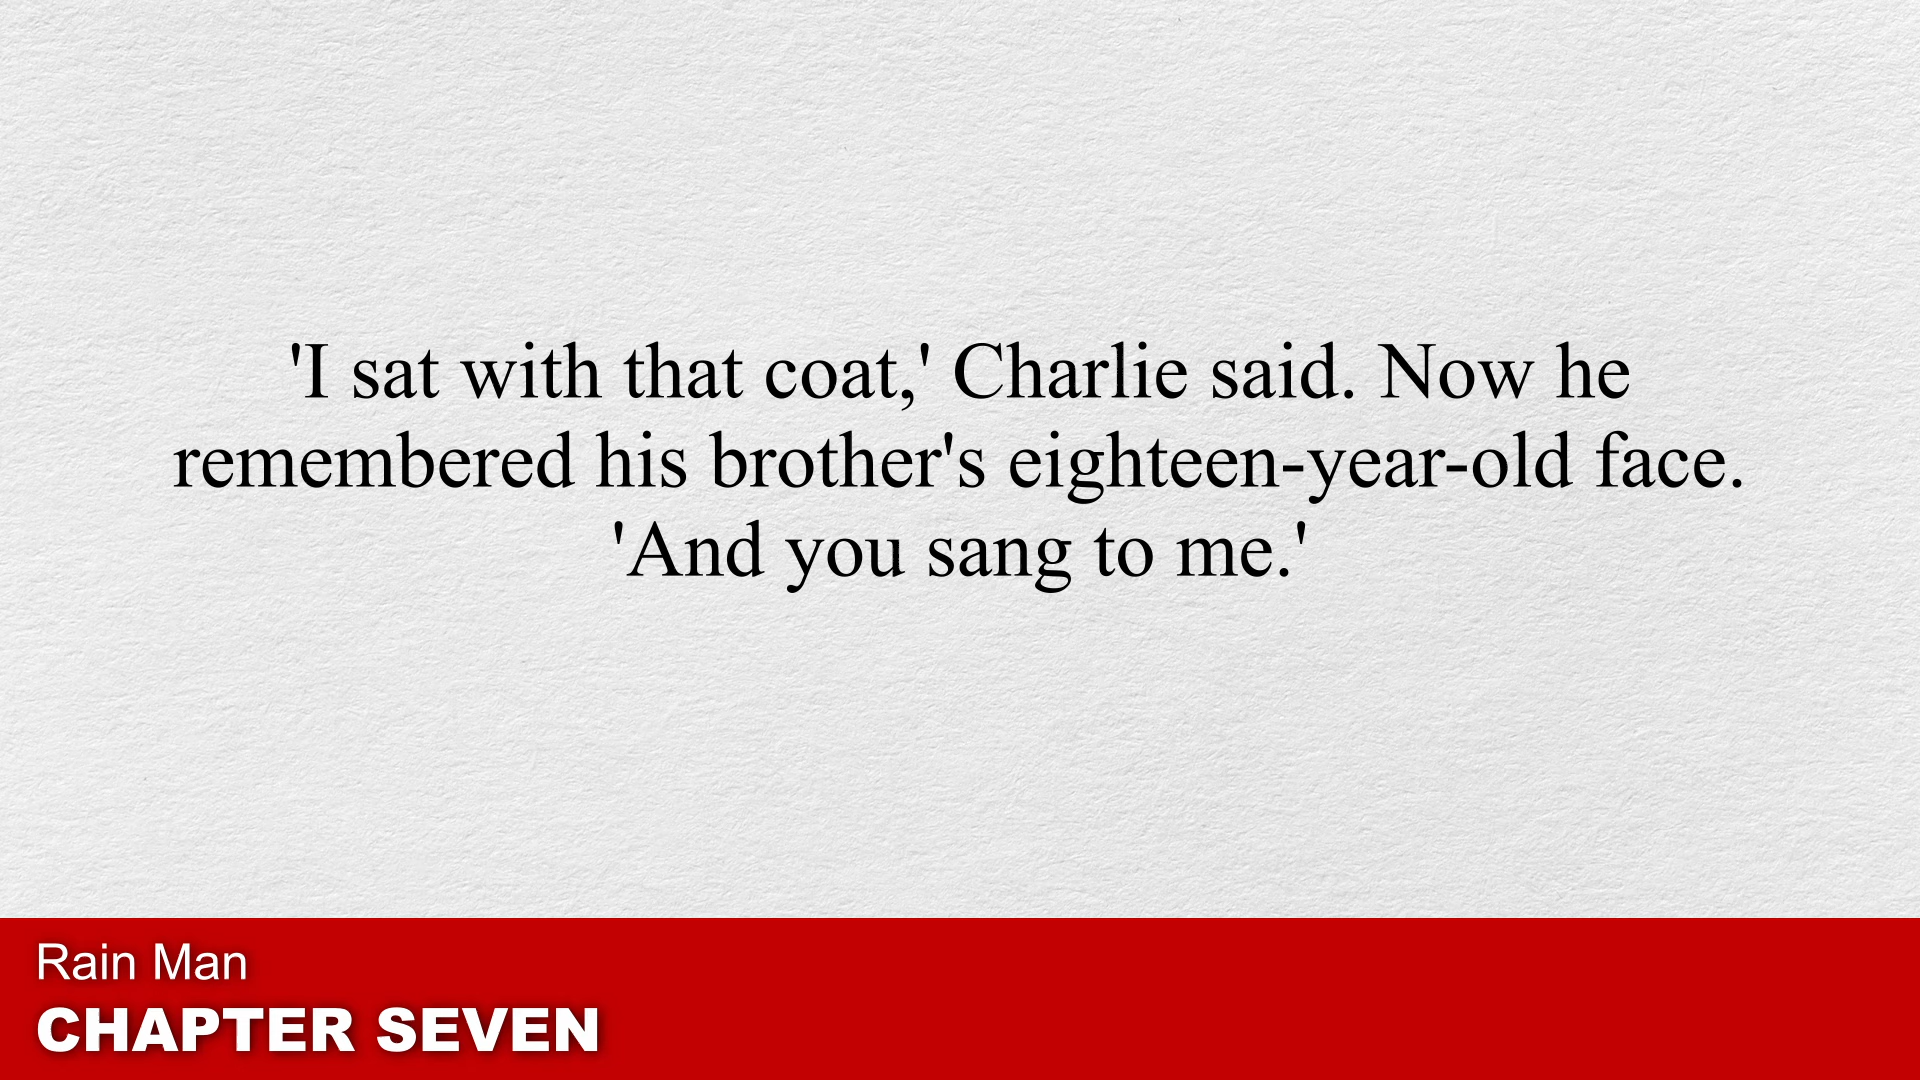 'I sat with that coat,' Charlie said. Now he
remembered his brother's eighteen-year-old face.
'And you sang to me.'
Rain Man
CHAPTER SEVEN